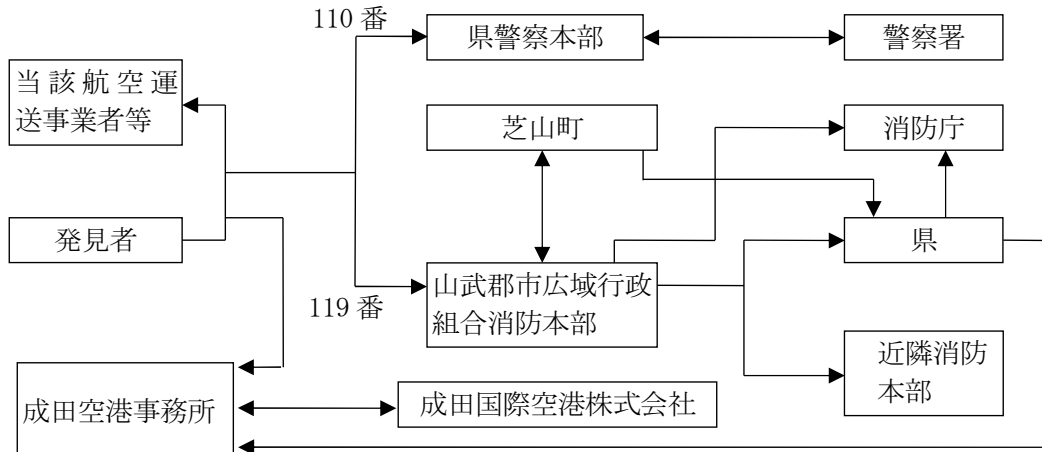 110 番
県警察本部
警察署
当該航空運
送事業者等
芝山町
消防庁
発見者
県
山武郡市広域行政
組合消防本部
119 番
近隣消防
本部
成田空港事務所
成田国際空港株式会社